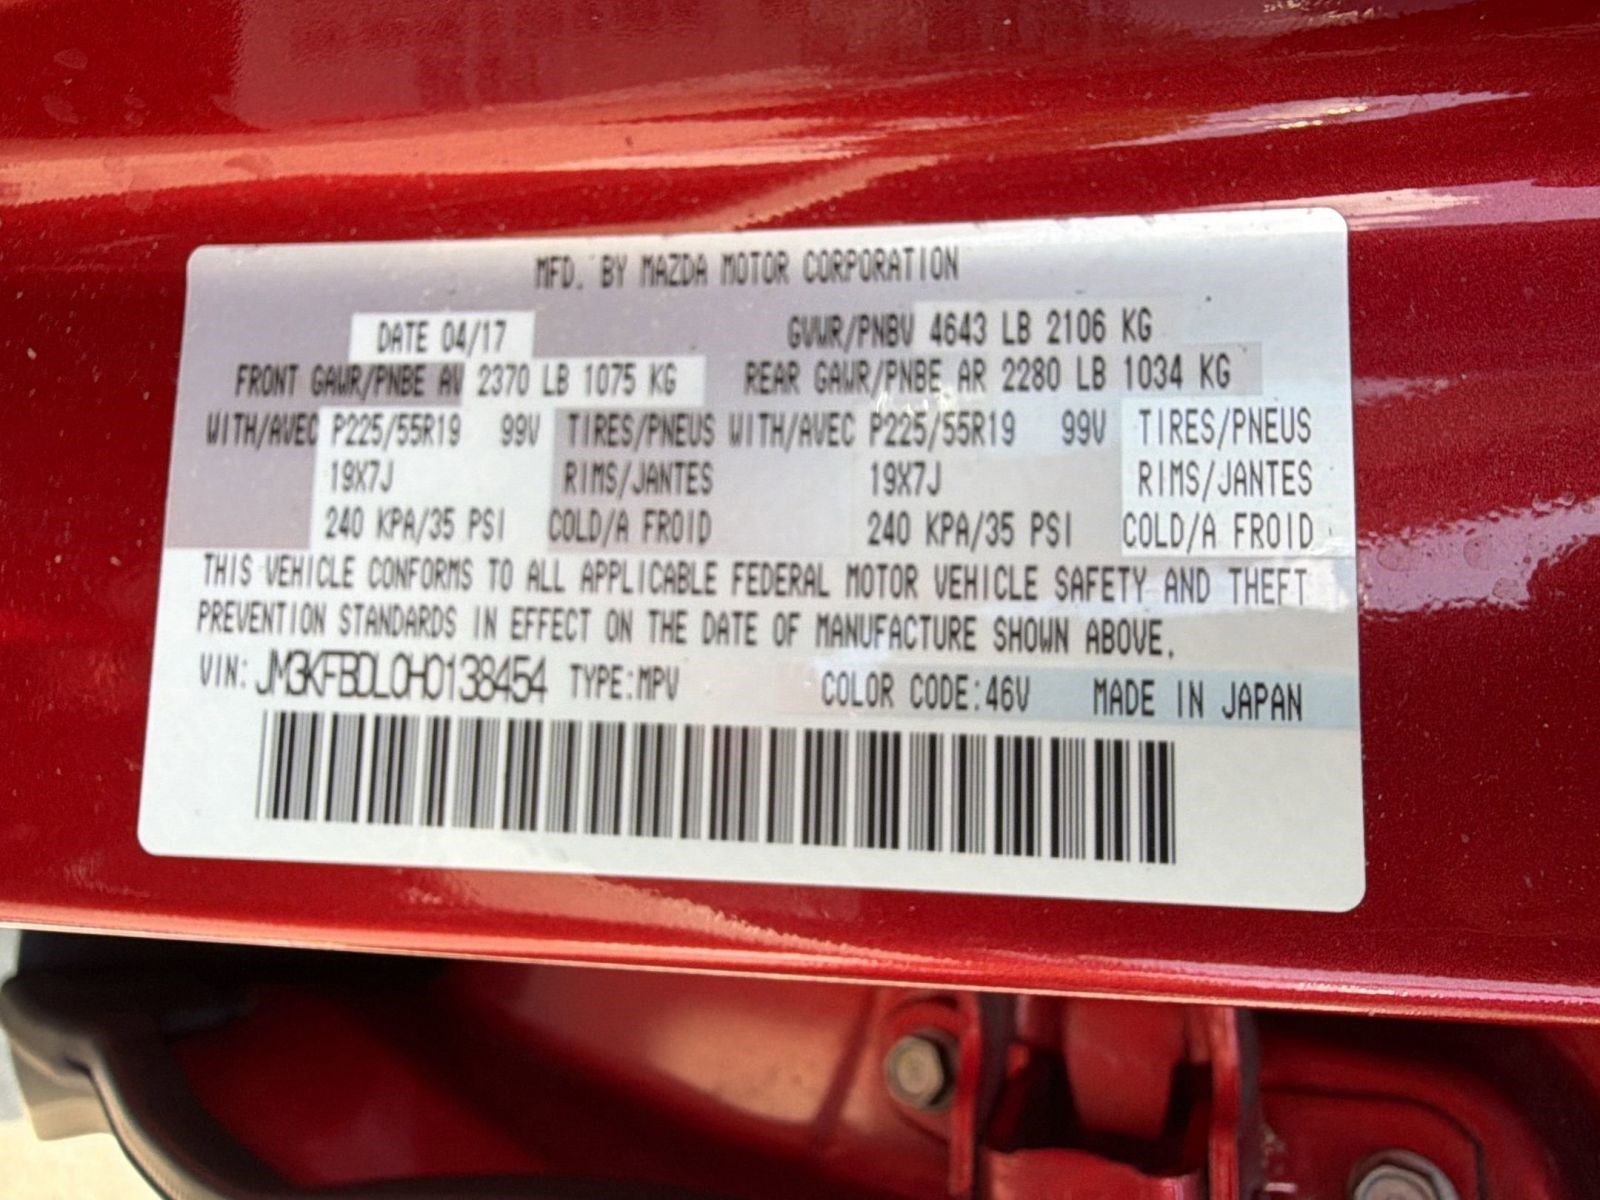 MFD. BY MAZDA MOTOR CORPORATION
DATE 04/17 GVWR/PNBV 4643 LB 2106 KG
FRONT GAWR/PNBE AV 2370 LB 1075 KG REAR GAWR/PNBE AR 2280 LB 1034 KG
WITH/AVEC P225/55R19 99V TIRES/PNEUS WITH/AVEC P225/55R19 99V TIRES/PNEUS
19X7J RIMS/JANTES 19X7J RIMS/JANTES
240 KPA/35 PSI COLD/A FROID 240 KPA/35 PSI COLD/A FROID
THIS VEHICLE CONFORMS TO ALL APPLICABLE FEDERAL MOTOR VEHICLE SAFETY AND THEFT
PREVENTION STANDARDS IN EFFECT ON THE DATE OF MANUFACTURE SHOWN ABOVE.
VIN: JM3KFBDL0H0138454 TYPE:MPV COLOR CODE:46V MADE IN JAPAN